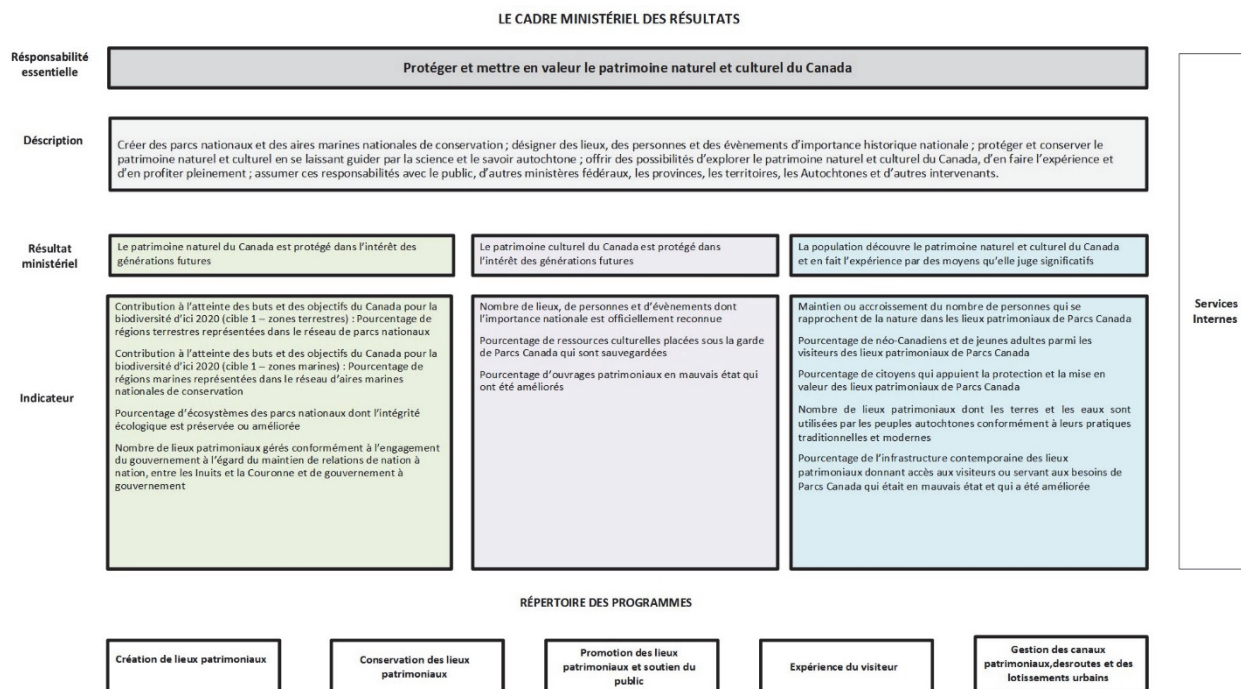 LE CADRE MINISTÉRIEL DES RÉSULTATS
Résponsabilité
essentielle
Protéger et mettre en valeur le patrimoine naturel et culturel du Canada
Déscription
Créer des parcs nationaux et des aires marines nationales de conservation ; désigner des lieux, des personnes et des évènements d'importance historique nationale ; protéger et conserver le
patrimoine naturel et culturel en se laissant guider par la science et le savoir autochtone ; offrir des possibilités d'explorer le patrimoine naturel et culturel du Canada, d'en faire l'expérience et
d'en profiter pleinement ; assumer ces responsabilités avec le public, d'autres ministères fédéraux, les provinces, les territoires, les Autochtones et d'autres intervenants.
Résultat
ministériel
Le patrimoine naturel du Canada est protégé dans l'intérêt des
générations futures
Le patrimoine culturel du Canada est protégé dans
l'intérêt des générations futures
La population découvre le patrimoine naturel et culturel du Canada
et en fait l'expérience par des moyens qu'elle juge significatifs
Indicateur
Contribution à l'atteinte des buts et des objectifs du Canada pour la
biodiversité d'ici 2020 (cible 1 – zones terrestres) : Pourcentage de
régions terrestres représentées dans le réseau de parcs nationaux
Contribution à l'atteinte des buts et des objectifs du Canada pour la
biodiversité d'ici 2020 (cible 1 – zones marines) : Pourcentage de
régions marines représentées dans le réseau d'aires marines
nationales de conservation
Pourcentage d'écosystèmes des parcs nationaux dont l'intégrité
écologique est préservée ou améliorée
Nombre de lieux patrimoniaux gérés conformément à l'engagement
du gouvernement à l'égard du maintien de relations de nation à
nation, entre les Inuits et la Couronne et de gouvernement à
gouvernement
Nombre de lieux, de personnes et d'évènements dont
l'importance nationale est officiellement reconnue
Pourcentage de ressources culturelles placées sous la garde
de Parcs Canada qui sont sauvegardées
Pourcentage d'ouvrages patrimoniaux en mauvais état qui
ont été améliorés
Maintien ou accroissement du nombre de personnes qui se
rapprochent de la nature dans les lieux patrimoniaux de Parcs Canada
Pourcentage de néo-Canadiens et de jeunes adultes parmi les
visiteurs des lieux patrimoniaux de Parcs Canada
Pourcentage de citoyens qui appuient la protection et la mise en
valeur des lieux patrimoniaux de Parcs Canada
Nombre de lieux patrimoniaux dont les terres et les eaux sont
utilisées par les peuples autochtones conformément à leurs pratiques
traditionnelles et modernes
Pourcentage de l'infrastructure contemporaine des lieux
patrimoniaux donnant accès aux visiteurs ou servant aux besoins de
Parcs Canada qui était en mauvais état et qui a été améliorée
Services
Internes
RÉPERTOIRE DES PROGRAMMES
Création de lieux patrimoniaux
Conservation des lieux
patrimoniaux
Promotion des lieux
patrimoniaux et soutien du
public
Expérience du visiteur
Gestion des canaux
patrimoniaux,desroutes et des
lotissements urbains